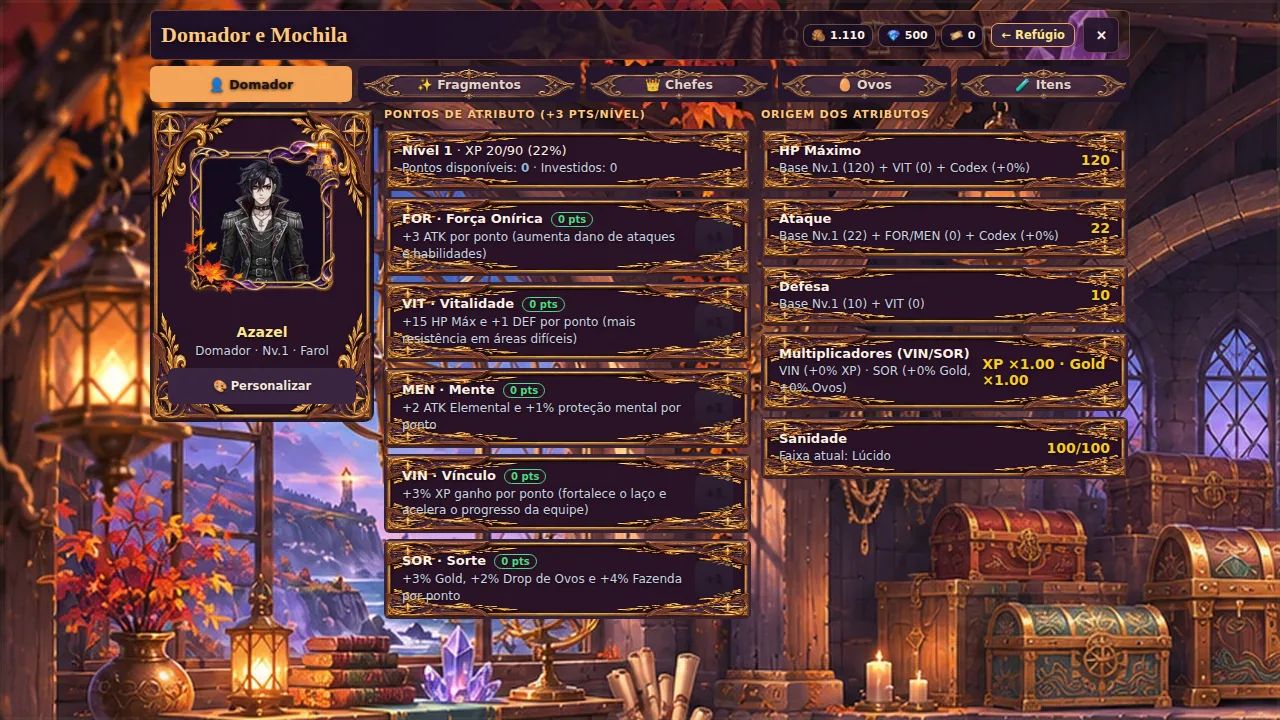 Domador e Mochila
1.110
500
0
← Refúgio
✕
Domador
Fragmentos
Chefes
Ovos
Itens
Azazel
Domador · Nv.1 · Farol
Personalizar
PONTOS DE ATRIBUTO (+3 PTS/NÍVEL)
Nível 1 · XP 20/90 (22%)
Pontos disponíveis: 0 · Investidos: 0
FOR · Força Onírica 0 pts
+3 ATK por ponto (aumenta dano de ataques
e habilidades)
+1
VIT · Vitalidade 0 pts
+15 HP Máx e +1 DEF por ponto (mais
resistência em áreas difíceis)
+1
MEN · Mente 0 pts
+2 ATK Elemental e +1% proteção mental por
ponto
+1
VIN · Vínculo 0 pts
+3% XP ganho por ponto (fortalece o laço e
acelera o progresso da equipe)
+1
SOR · Sorte 0 pts
+3% Gold, +2% Drop de Ovos e +4% Fazenda
por ponto
+1
ORIGEM DOS ATRIBUTOS
HP Máximo
Base Nv.1 (120) + VIT (0) + Codex (+0%)
120
Ataque
Base Nv.1 (22) + FOR/MEN (0) + Codex (+0%)
22
Defesa
Base Nv.1 (10) + VIT (0)
10
Multiplicadores (VIN/SOR)
VIN (+0% XP) · SOR (+0% Gold,
+0% Ovos)
XP ×1.00 · Gold
×1.00
Sanidade
Faixa atual: Lúcido
100/100